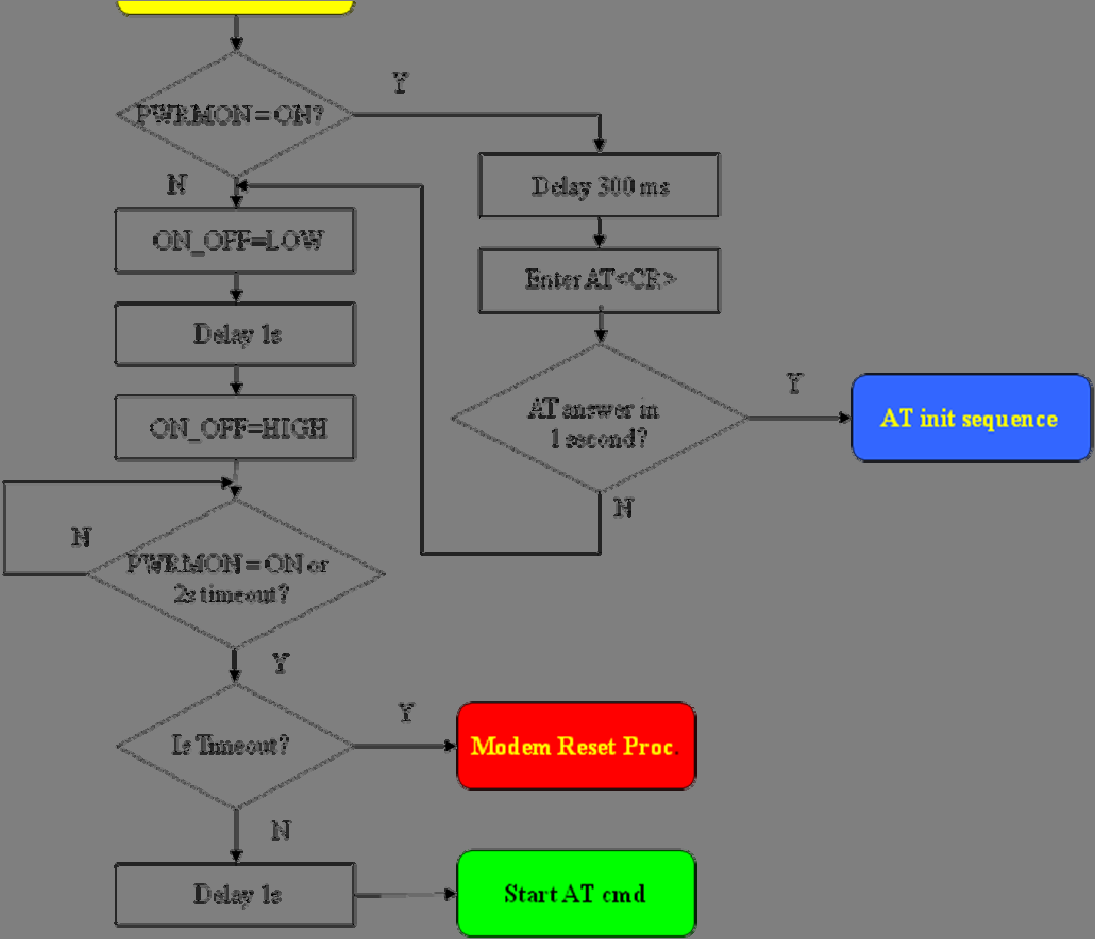 Y
PWRMON = ON?
N
Delay 300 ms
ON_OFF=LOW
Enter AT<CR>
Delay 1s
Y
AT answer in
1 second?
AT init sequence
ON_OFF=HIGH
N
N
PWRMON = ON or
2s timeout?
Y
Y
Is Timeout?
Modem Reset Proc.
N
Delay 1s
Start AT cmd